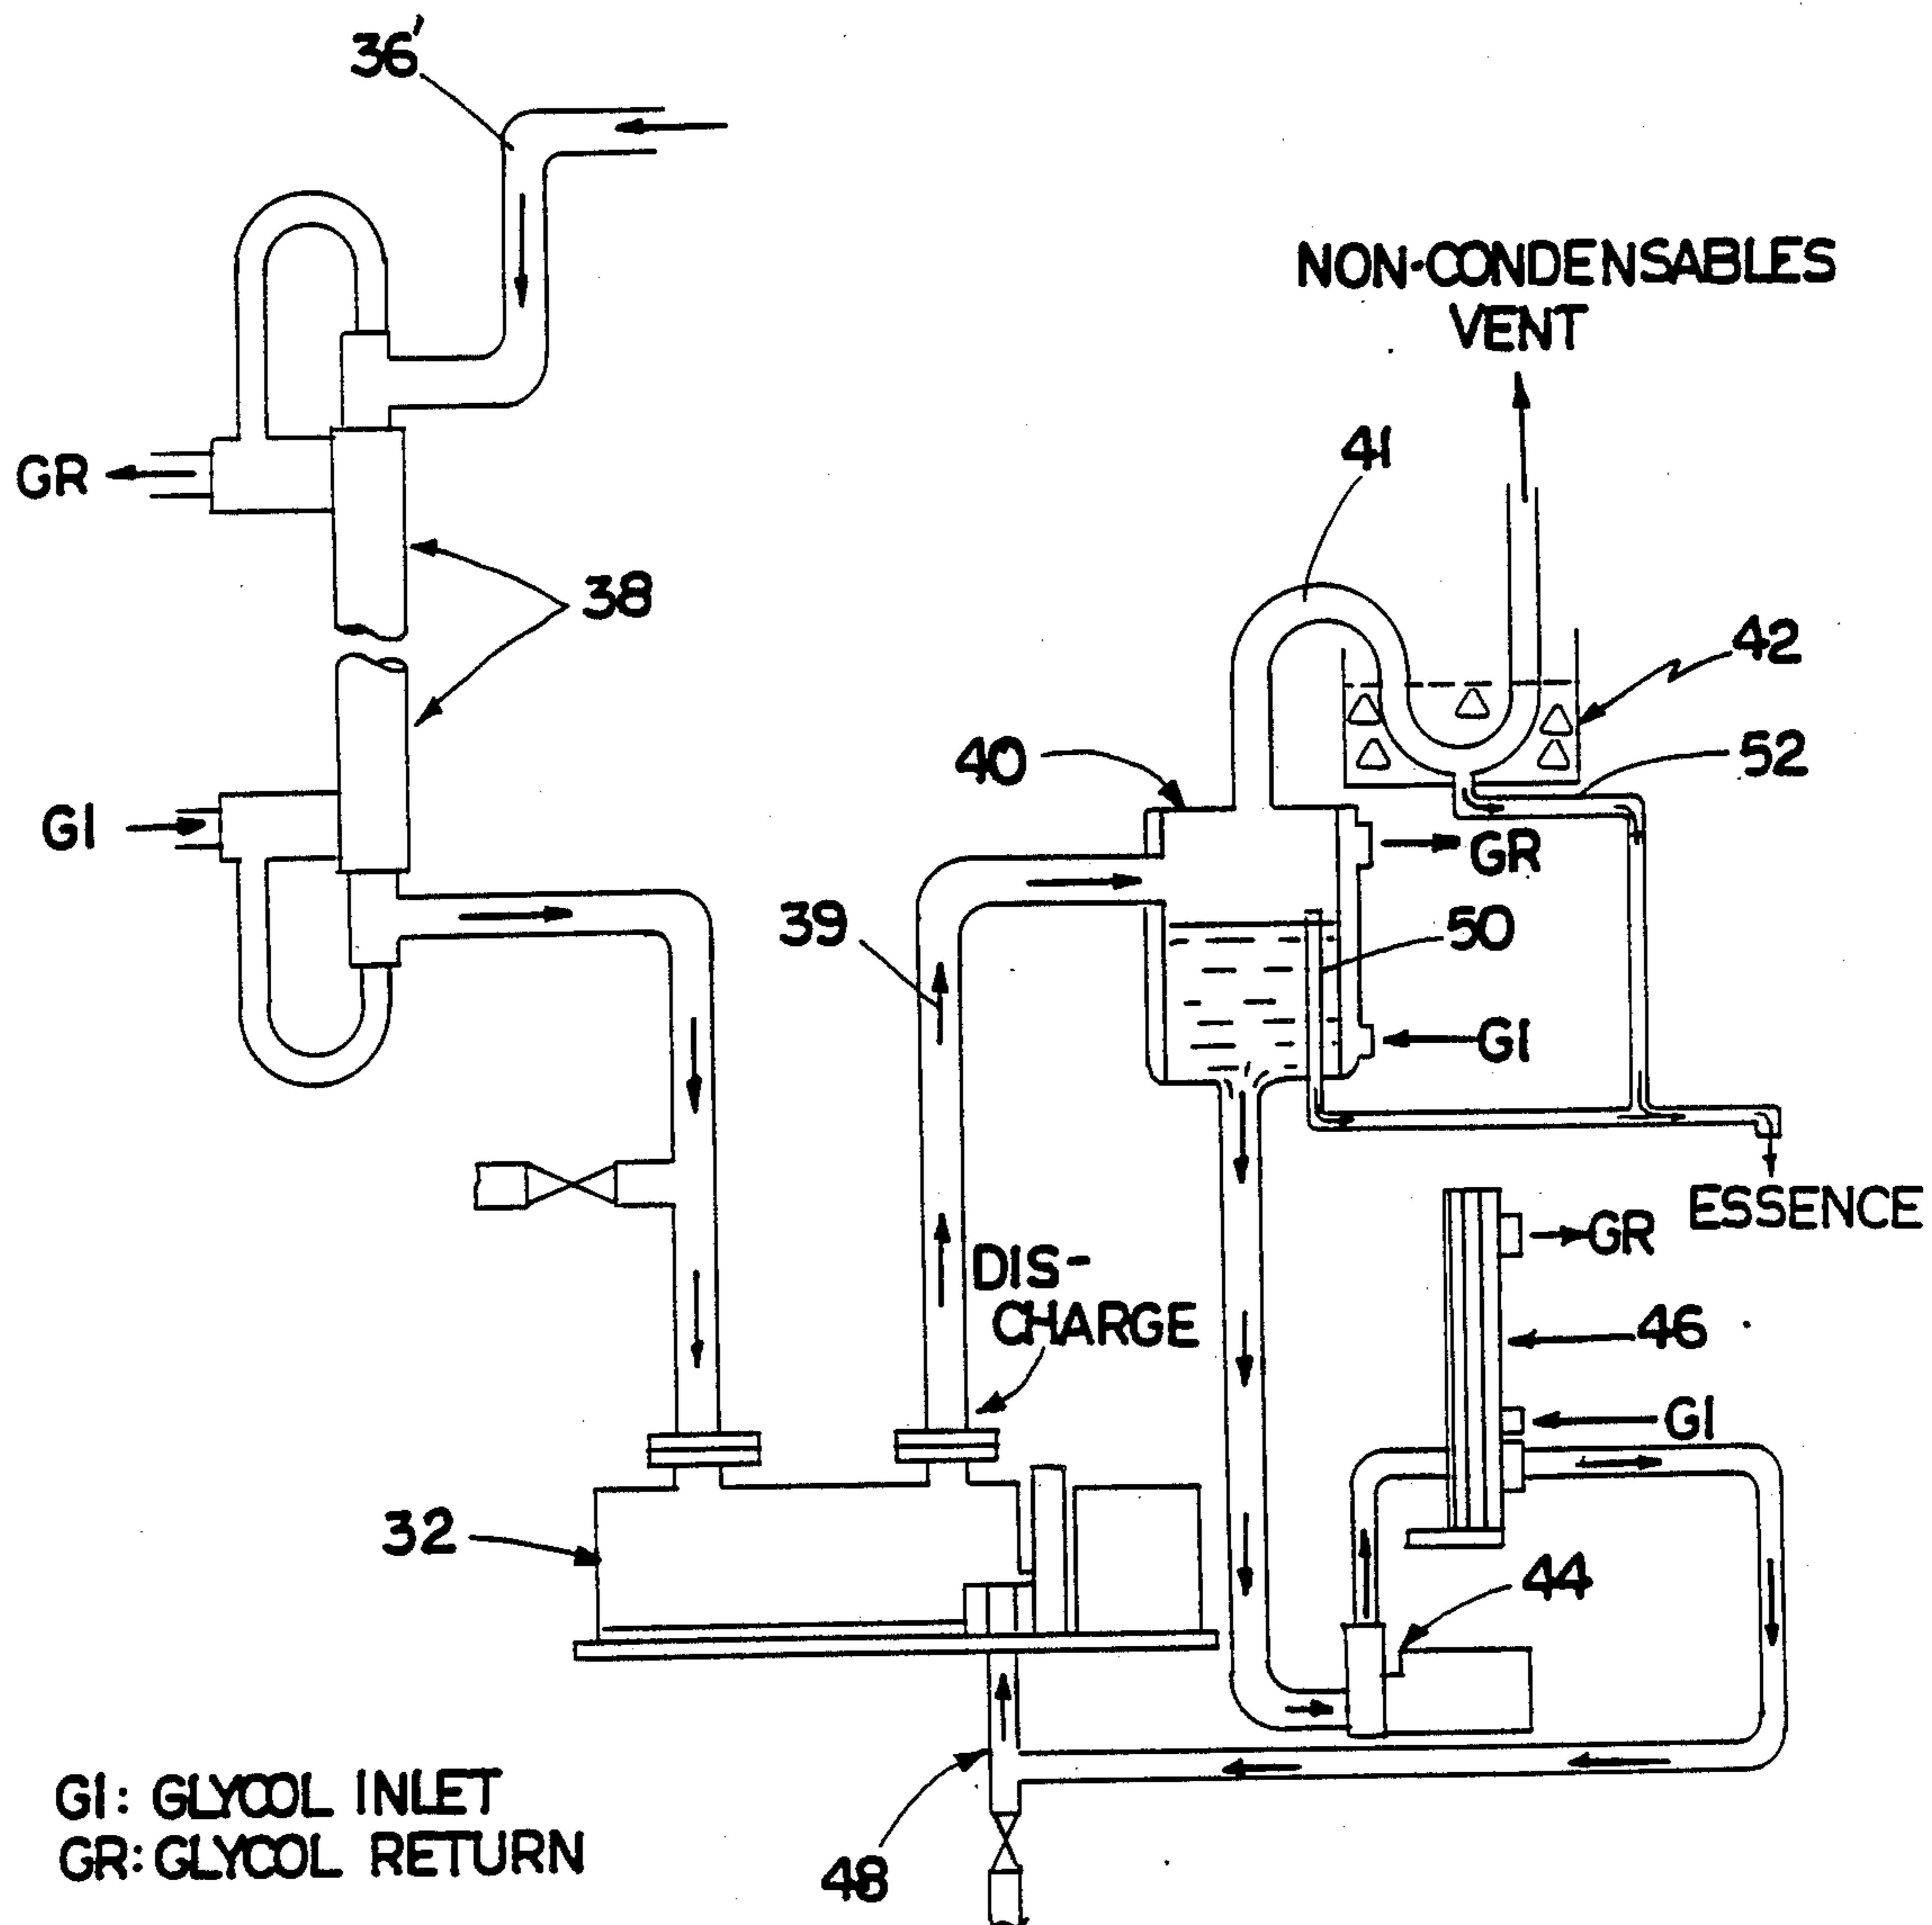 36'
NON-CONDENSABLES
VENT
41
GR
38
42
40
52
GI
GR
39
50
GI
ESSENCE
GR
DIS-
CHARGE
46
GI
32
44
GI: GLYCOL INLET
GR: GLYCOL RETURN
48